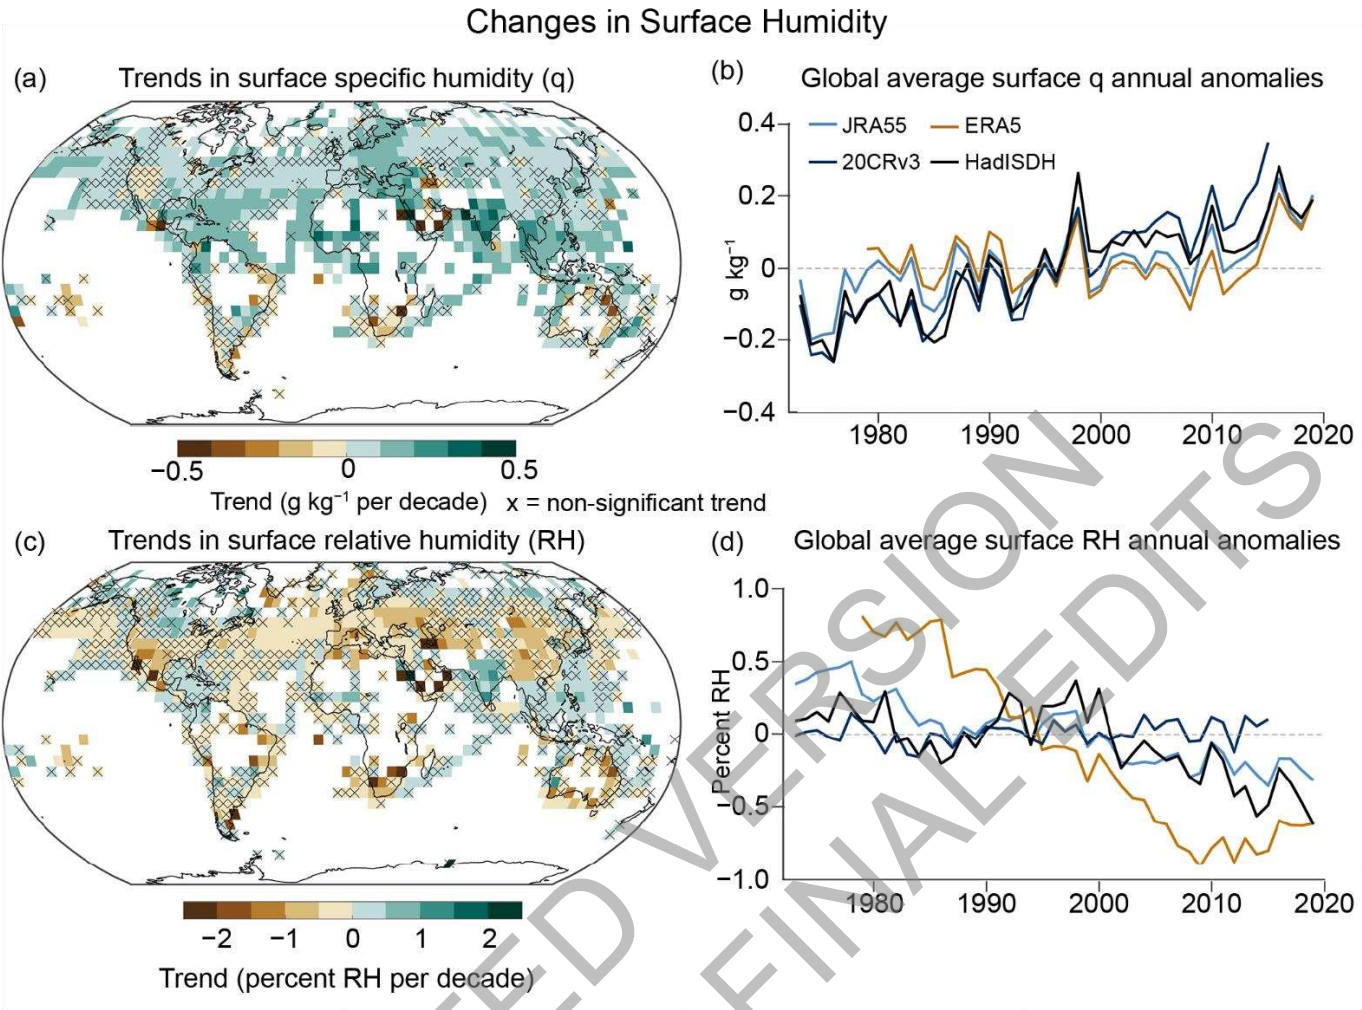 Changes in Surface Humidity
(a) Trends in surface specific humidity (q)
−0.5 0 0.5
Trend (g kg⁻¹ per decade) x = non-significant trend
(b) Global average surface q annual anomalies
JRA55 ERA5
20CRv3 HadISDH
0.4
0.2
0
−0.2
−0.4
g kg⁻¹
1980 1990 2000 2010 2020
(c) Trends in surface relative humidity (RH)
−2 −1 0 1 2
Trend (percent RH per decade)
(d) Global average surface RH annual anomalies
1.0
0.5
0
−0.5
−1.0
Percent RH
1980 1990 2000 2010 2020
TED VERSION
FINAL EDITS